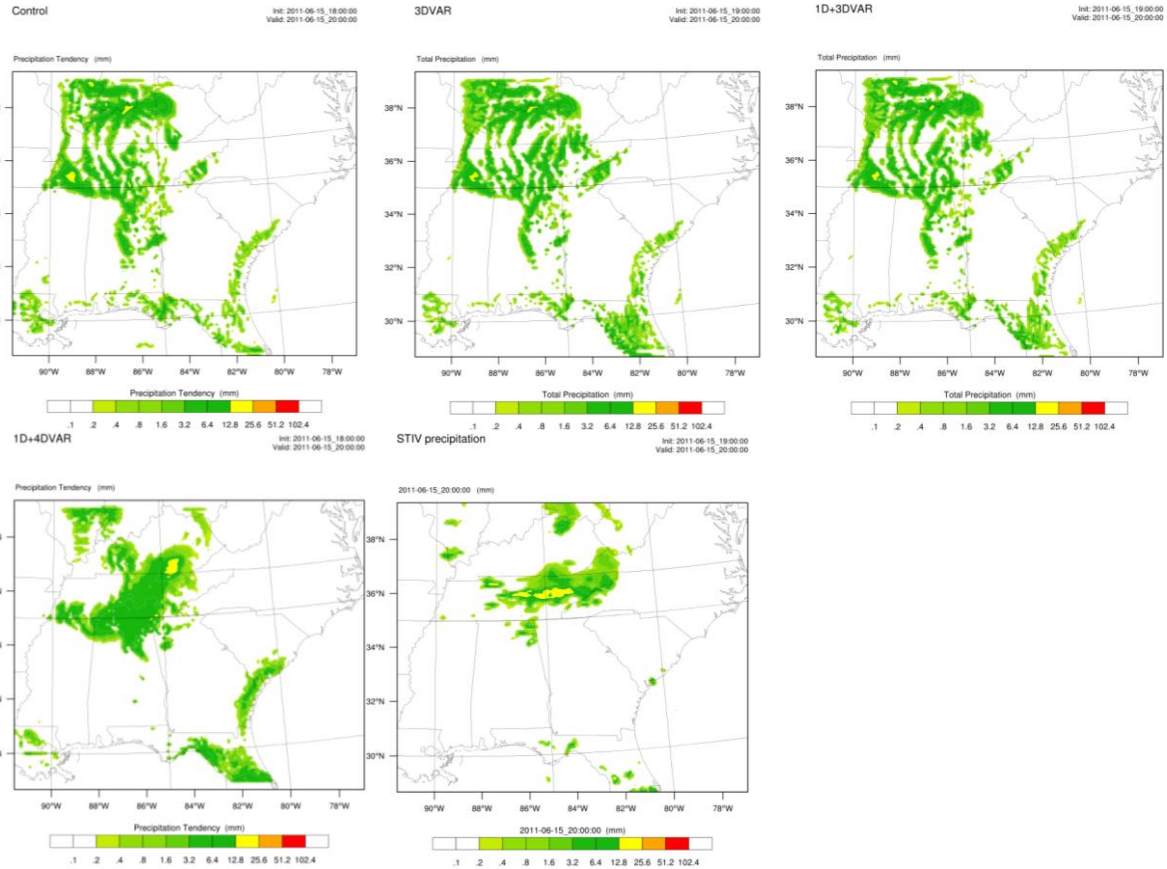 Control
Init: 2011-06-15_18:00:00
Valid: 2011-06-15_20:00:00
Precipitation Tendency (mm)
90°W 88°W 86°W 84°W 82°W 80°W 78°W
Precipitation Tendency (mm)
.1 .2 .4 .8 1.6 3.2 6.4 12.8 25.6 51.2 102.4
3DVAR
Init: 2011-06-15_19:00:00
Valid: 2011-06-15_20:00:00
Total Precipitation (mm)
38°N
36°N
34°N
32°N
30°N
90°W 88°W 86°W 84°W 82°W 80°W 78°W
Total Precipitation (mm)
.1 .2 .4 .8 1.6 3.2 6.4 12.8 25.6 51.2 102.4
1D+3DVAR
Init: 2011-06-15_19:00:00
Valid: 2011-06-15_20:00:00
Total Precipitation (mm)
38°N
36°N
34°N
32°N
30°N
90°W 88°W 86°W 84°W 82°W 80°W 78°W
Total Precipitation (mm)
.1 .2 .4 .8 1.6 3.2 6.4 12.8 25.6 51.2 102.4
1D+4DVAR
Init: 2011-06-15_18:00:00
Valid: 2011-06-15_20:00:00
Precipitation Tendency (mm)
N
N
N
N
N
90°W 88°W 86°W 84°W 82°W 80°W 78°W
Precipitation Tendency (mm)
.1 .2 .4 .8 1.6 3.2 6.4 12.8 25.6 51.2 102.4
STIV precipitation
Init: 2011-06-15_19:00:00
Valid: 2011-06-15_20:00:00
2011-06-15_20:00:00 (mm)
38°N
36°N
34°N
32°N
30°N
90°W 88°W 86°W 84°W 82°W 80°W 78°W
2011-06-15_20:00:00 (mm)
.1 .2 .4 .8 1.6 3.2 6.4 12.8 25.6 51.2 102.4